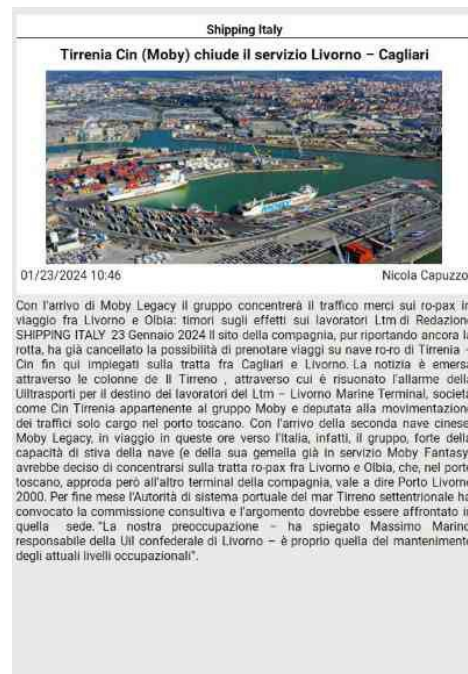 Shipping Italy
Tirrenia Cin (Moby) chiude il servizio Livorno – Cagliari
01/23/2024 10:46
Nicola Capuzzo
Con l'arrivo di Moby Legacy il gruppo concentrerà il traffico merci sui ro-pax in
viaggio fra Livorno e Olbia: timori sugli effetti sui lavoratori Ltm di Redazione
SHIPPING ITALY 23 Gennaio 2024 Il sito della compagnia, pur riportando ancora la
rotta, ha già cancellato la possibilità di prenotare viaggi su nave ro-ro di Tirrenia –
Cin fin qui impiegati sulla tratta fra Cagliari e Livorno. La notizia è emersa
attraverso le colonne de Il Tirreno , attraverso cui è risuonato l'allarme della
Uiltrasporti per il destino dei lavoratori del Ltm – Livorno Marine Terminal, società
come Cin Tirrenia appartenente al gruppo Moby e deputata alla movimentazione
dei traffici solo cargo nel porto toscano. Con l'arrivo della seconda nave cinese
Moby Legacy, in viaggio in queste ore verso l'Italia, infatti, il gruppo, forte della
capacità di stiva della nave (e della sua gemella già in servizio Moby Fantasy)
avrebbe deciso di concentrarsi sulla tratta ro-pax fra Livorno e Olbia, che, nel porto
toscano, approda però all'altro terminal della compagnia, vale a dire Porto Livorno
2000. Per fine mese l'Autorità di sistema portuale del mar Tirreno settentrionale ha
convocato la commissione consultiva e l'argomento dovrebbe essere affrontato in
quella sede. "La nostra preoccupazione – ha spiegato Massimo Marino
responsabile della Uil confederale di Livorno – è proprio quella del mantenimento
degli attuali livelli occupazionali".